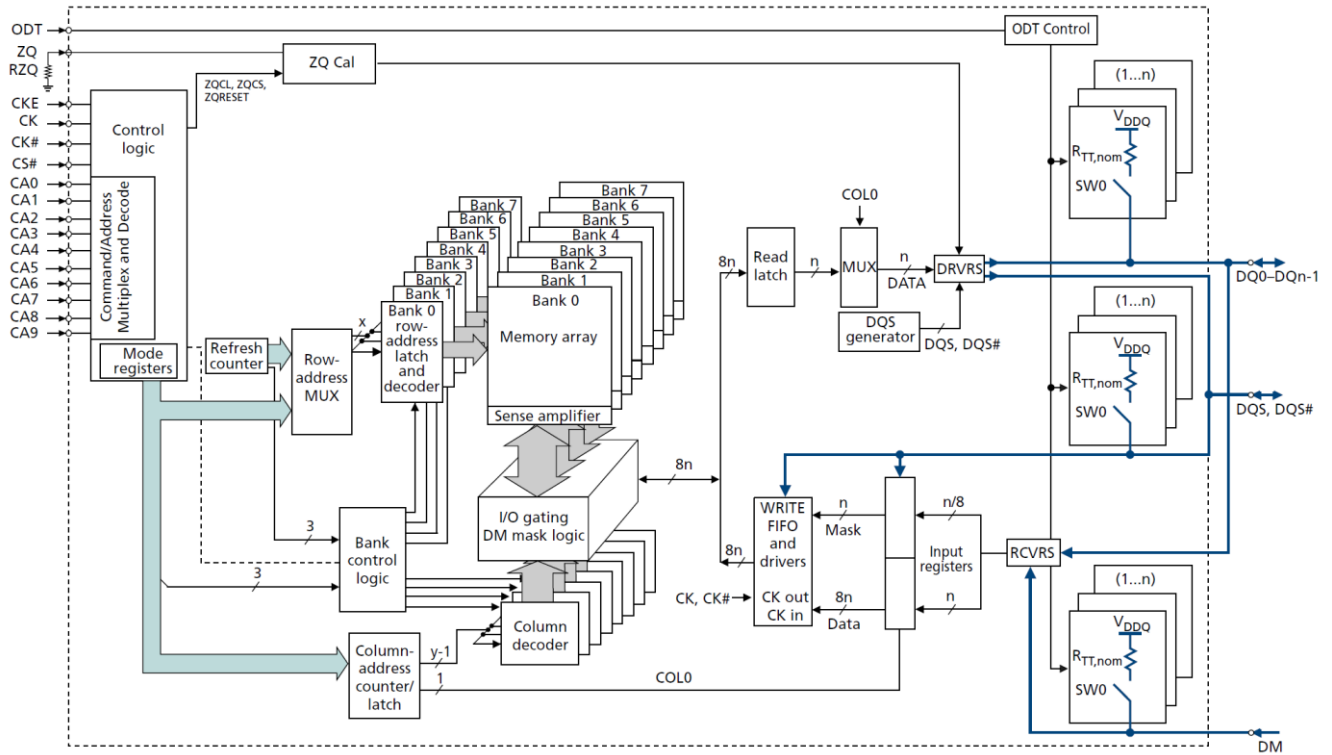 ODT
ZQ
RZQ
CKE
CK
CK#
CS#
CA0
CA1
CA2
CA3
CA4
CA5
CA6
CA7
CA8
CA9
Control
logic
Command/Address
Multiplex and Decode
Mode
registers
ZQ Cal
ZQCL, ZQCS,
ZQRESET
ODT Control
Refresh
counter
Row-
address
MUX
x
Bank 7
Bank 6
Bank 5
Bank 4
Bank 3
Bank 2
Bank 1
Bank 0
row-
address
latch
and
decoder
Bank 7
Bank 6
Bank 5
Bank 4
Bank 3
Bank 2
Bank 1
Bank 0
Memory array
Sense amplifier
I/O gating
DM mask logic
3
3
Bank
control
logic
Column
decoder
Column-
address
counter/
latch
y-1
1
COL0
8n
8n
8n
Read
latch
n
COL0
MUX
n
DATA
DRVRS
DQS
generator
DQS, DQS#
WRITE
FIFO
and
drivers
CK out
CK in
CK, CK#
n
Mask
8n
Data
n/8
Input
registers
n
RCVRS
(1...n)
VDDQ
RTT,nom
SW0
DQ0–DQn-1
(1...n)
VDDQ
RTT,nom
SW0
DQS, DQS#
(1...n)
VDDQ
RTT,nom
SW0
DM